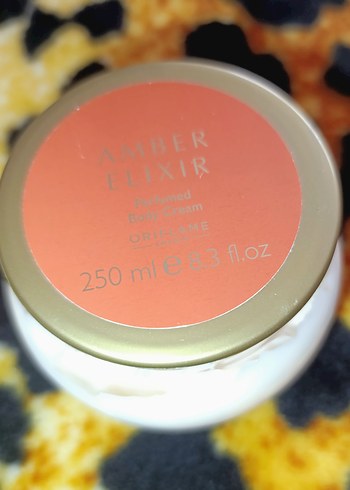 AMBER
ELIXIR
Perfumed
Body Cream
ORIFLAME
250 ml e 8.3 fl.oz